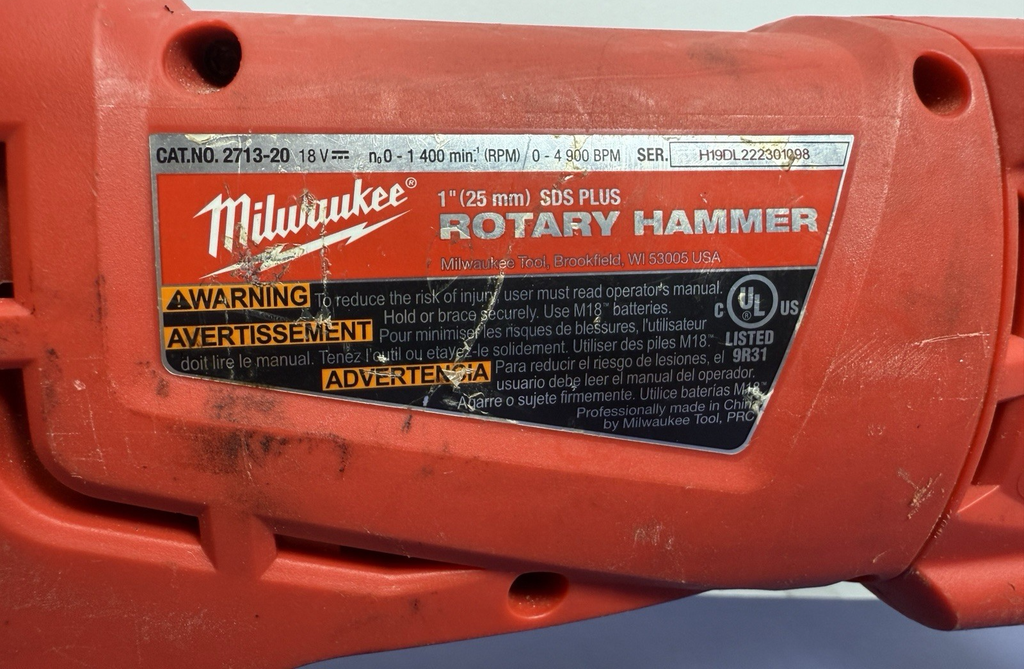 CAT.NO. 2713-20 18 V⎓ n₀0 - 1 400 min.⁻¹ (RPM) 0 - 4 900 BPM SER. H19DL222301098
Milwaukee®
1" (25 mm) SDS PLUS
ROTARY HAMMER
Milwaukee Tool, Brookfield, WI 53005 USA
⚠WARNING To reduce the risk of injury user must read operator's manual.
Hold or brace securely. Use M18™ batteries.
AVERTISSEMENT Pour minimiser les risques de blessures, l'utilisateur
doit lire le manual. Tenez l'outil ou etayez-le solidement. Utiliser des piles M18™.
ADVERTENCIA Para reducir el riesgo de lesiones, el
usuario debe leer el manual del operador.
Agarre o sujete firmemente. Utilice baterías M18™
Professionally made in China
by Milwaukee Tool, PRC
C UL® US
LISTED
9R31